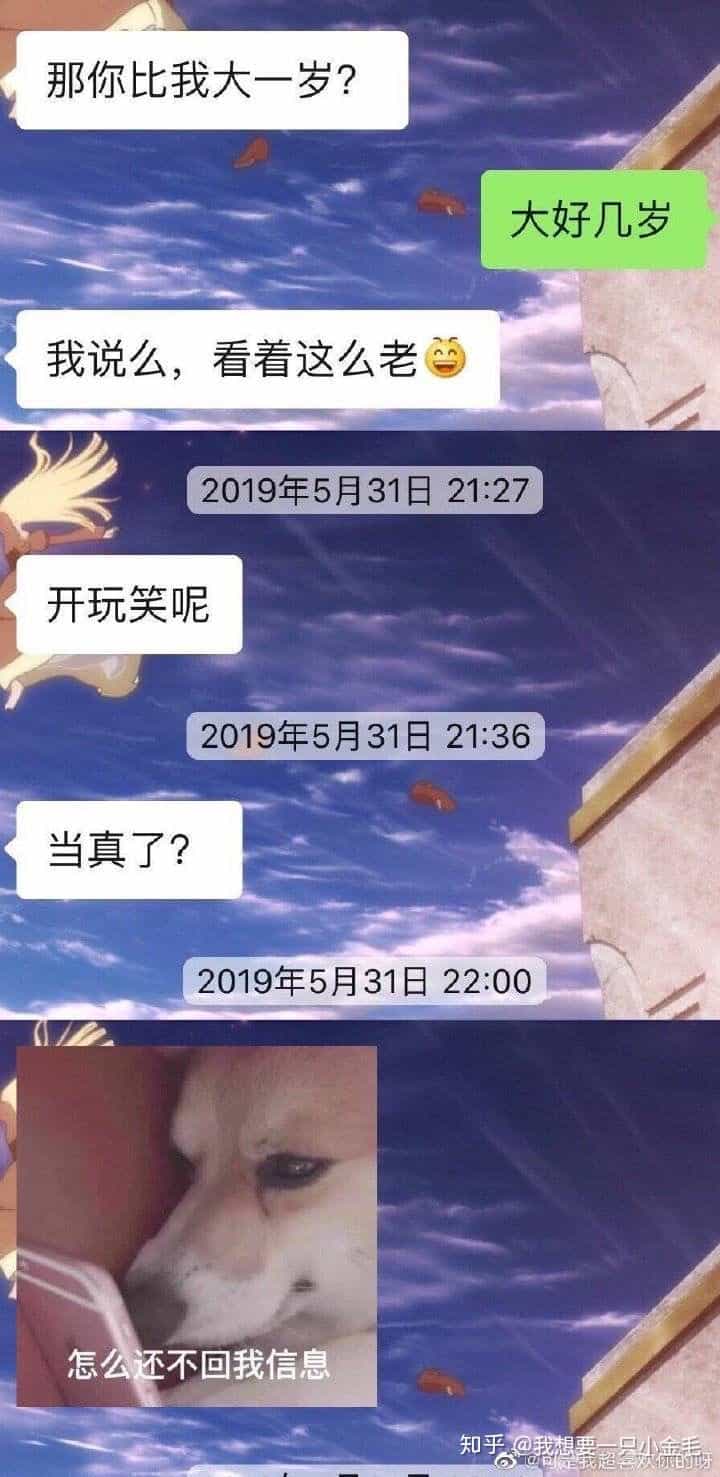 那你比我大一岁?
大好几岁
我说么，看着这么老😄
2019年5月31日 21:27
开玩笑呢
2019年5月31日 21:36
当真了?
2019年5月31日 22:00
怎么还不回我信息
知乎 @我想要一只小金毛
@可是我超喜欢你的呀